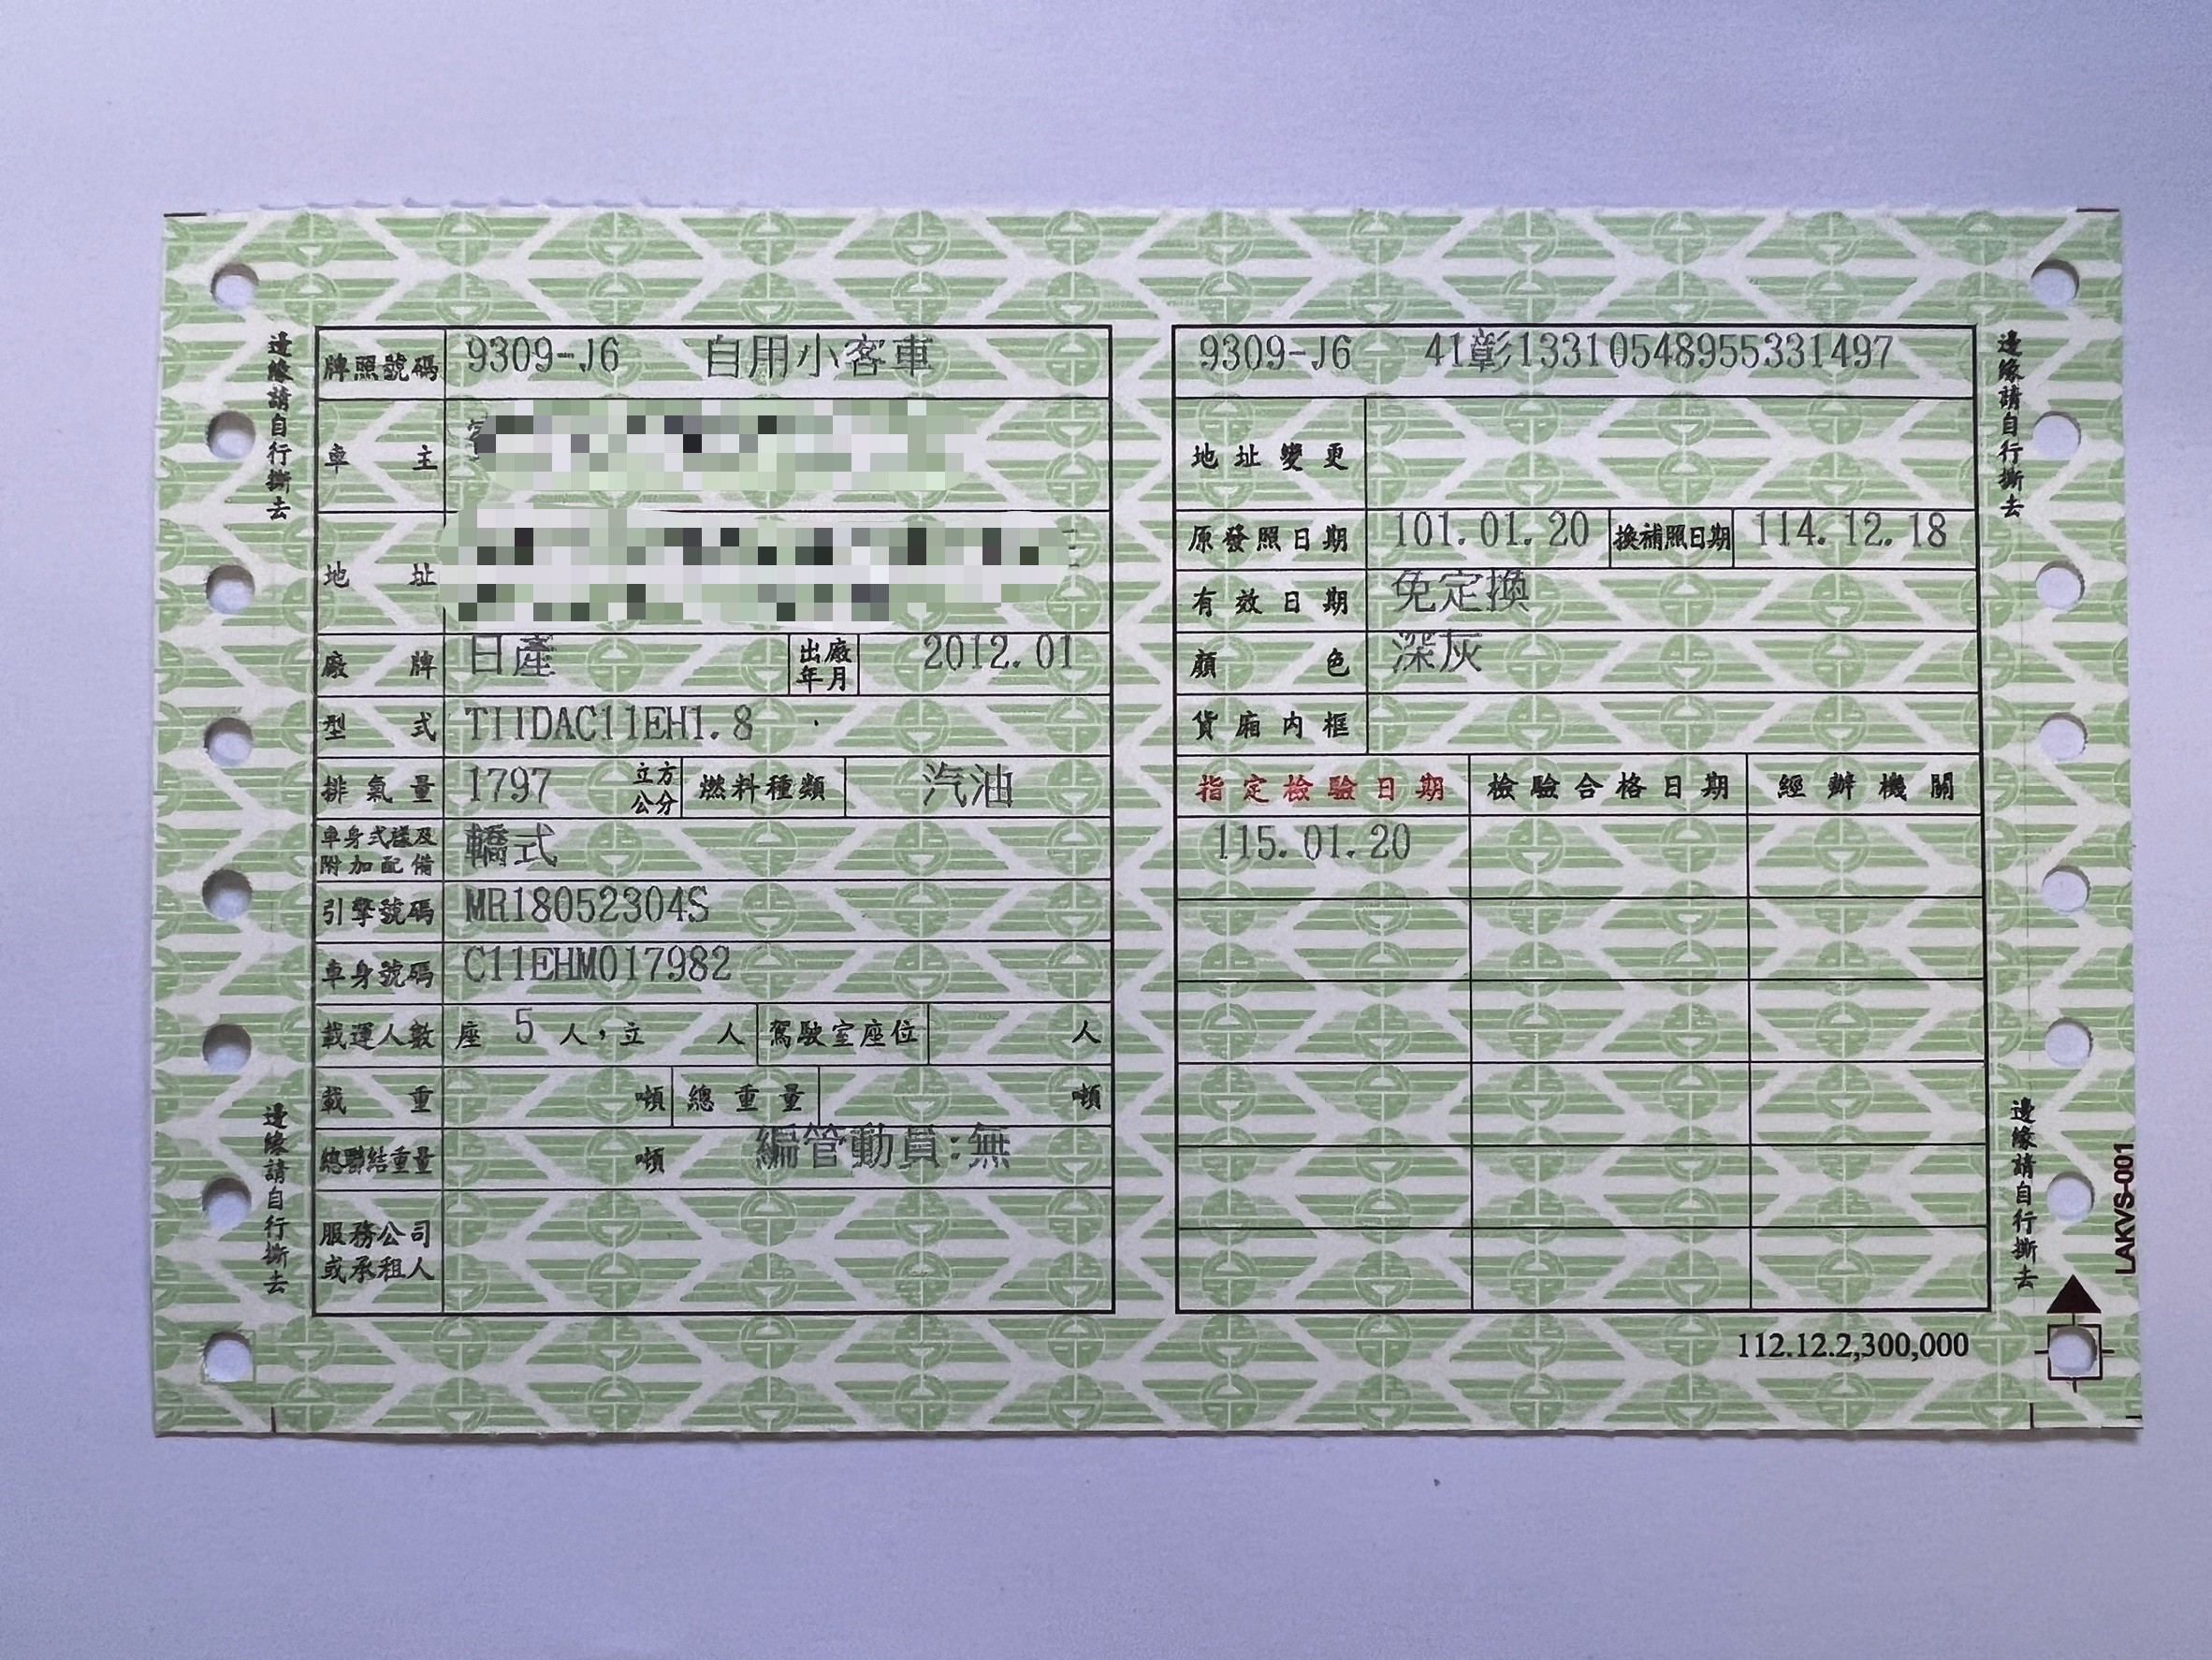 邊緣請自行撕去
牌照號碼 9309-J6 自用小客車
車主
地址
廠牌 日產 出廠年月 2012.01
型式 TIIDAC11EH1.8
排氣量 1797 立方公分 燃料種類 汽油
車身式樣及附加配備 轎式
引擎號碼 MR18052304S
車身號碼 C11EHM017982
載運人數 座 5 人，立 人 駕駛室座位 人
載重 噸 總重量 噸
總聯結重量 噸 編管動員:無
服務公司或承租人
邊緣請自行撕去
9309-J6 41彰13310548955331497
地址變更
原發照日期 101.01.20 換補照日期 114.12.18
有效日期 免定換
顏色 深灰
貨廂內框
指定檢驗日期 檢驗合格日期 經辦機關
115.01.20
112.12.2,300,000
邊緣請自行撕去
邊緣請自行撕去
LAKVS-001